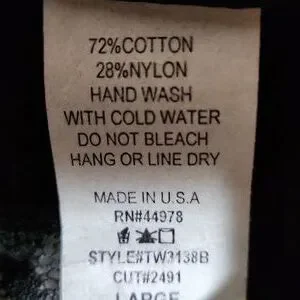 72%COTTON
28%NYLON
HAND WASH
WITH COLD WATER
DO NOT BLEACH
HANG OR LINE DRY
MADE IN U.S.A
RN#44978
STYLE#TW3138B
CUT#2491
LARGE